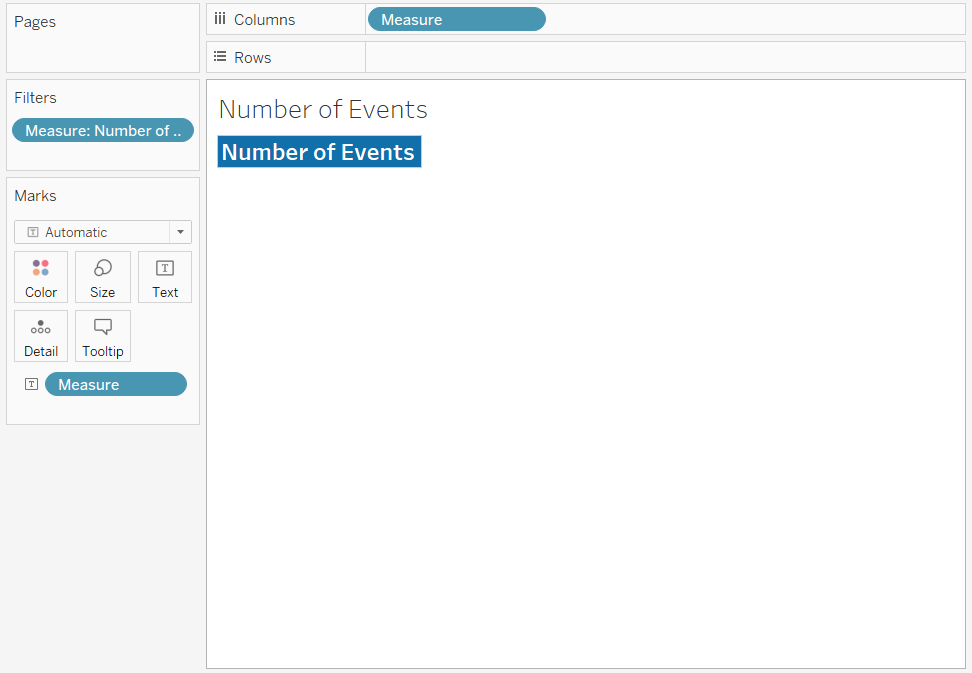 Pages
Columns
Measure
Rows
Filters
Measure: Number of ..
Marks
Automatic
Color
Size
Text
Detail
Tooltip
Measure
Number of Events
Number of Events